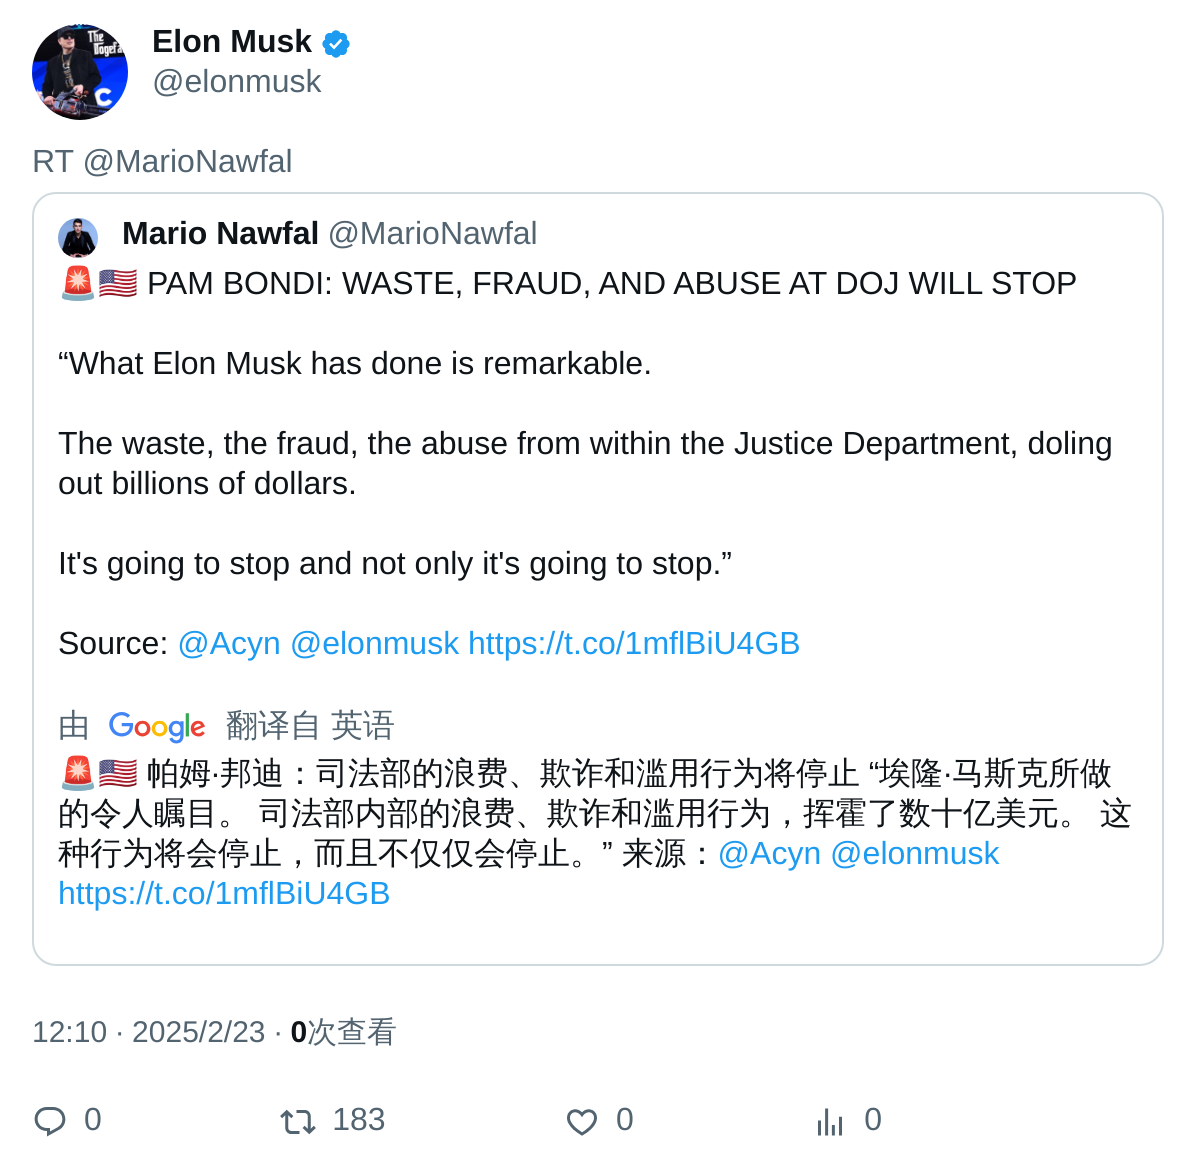 Elon Musk
@elonmusk
RT @MarioNawfal
Mario Nawfal @MarioNawfal
🚨🇺🇸 PAM BONDI: WASTE, FRAUD, AND ABUSE AT DOJ WILL STOP
“What Elon Musk has done is remarkable.
The waste, the fraud, the abuse from within the Justice Department, doling
out billions of dollars.
It's going to stop and not only it's going to stop.”
Source: @Acyn @elonmusk https://t.co/1mflBiU4GB
由 Google 翻译自 英语
🚨🇺🇸 帕姆·邦迪：司法部的浪费、欺诈和滥用行为将停止 “埃隆·马斯克所做
的令人瞩目。 司法部内部的浪费、欺诈和滥用行为，挥霍了数十亿美元。 这
种行为将会停止，而且不仅仅会停止。” 来源：@Acyn @elonmusk
https://t.co/1mflBiU4GB
12:10 · 2025/2/23 · 0次查看
0 183 0 0